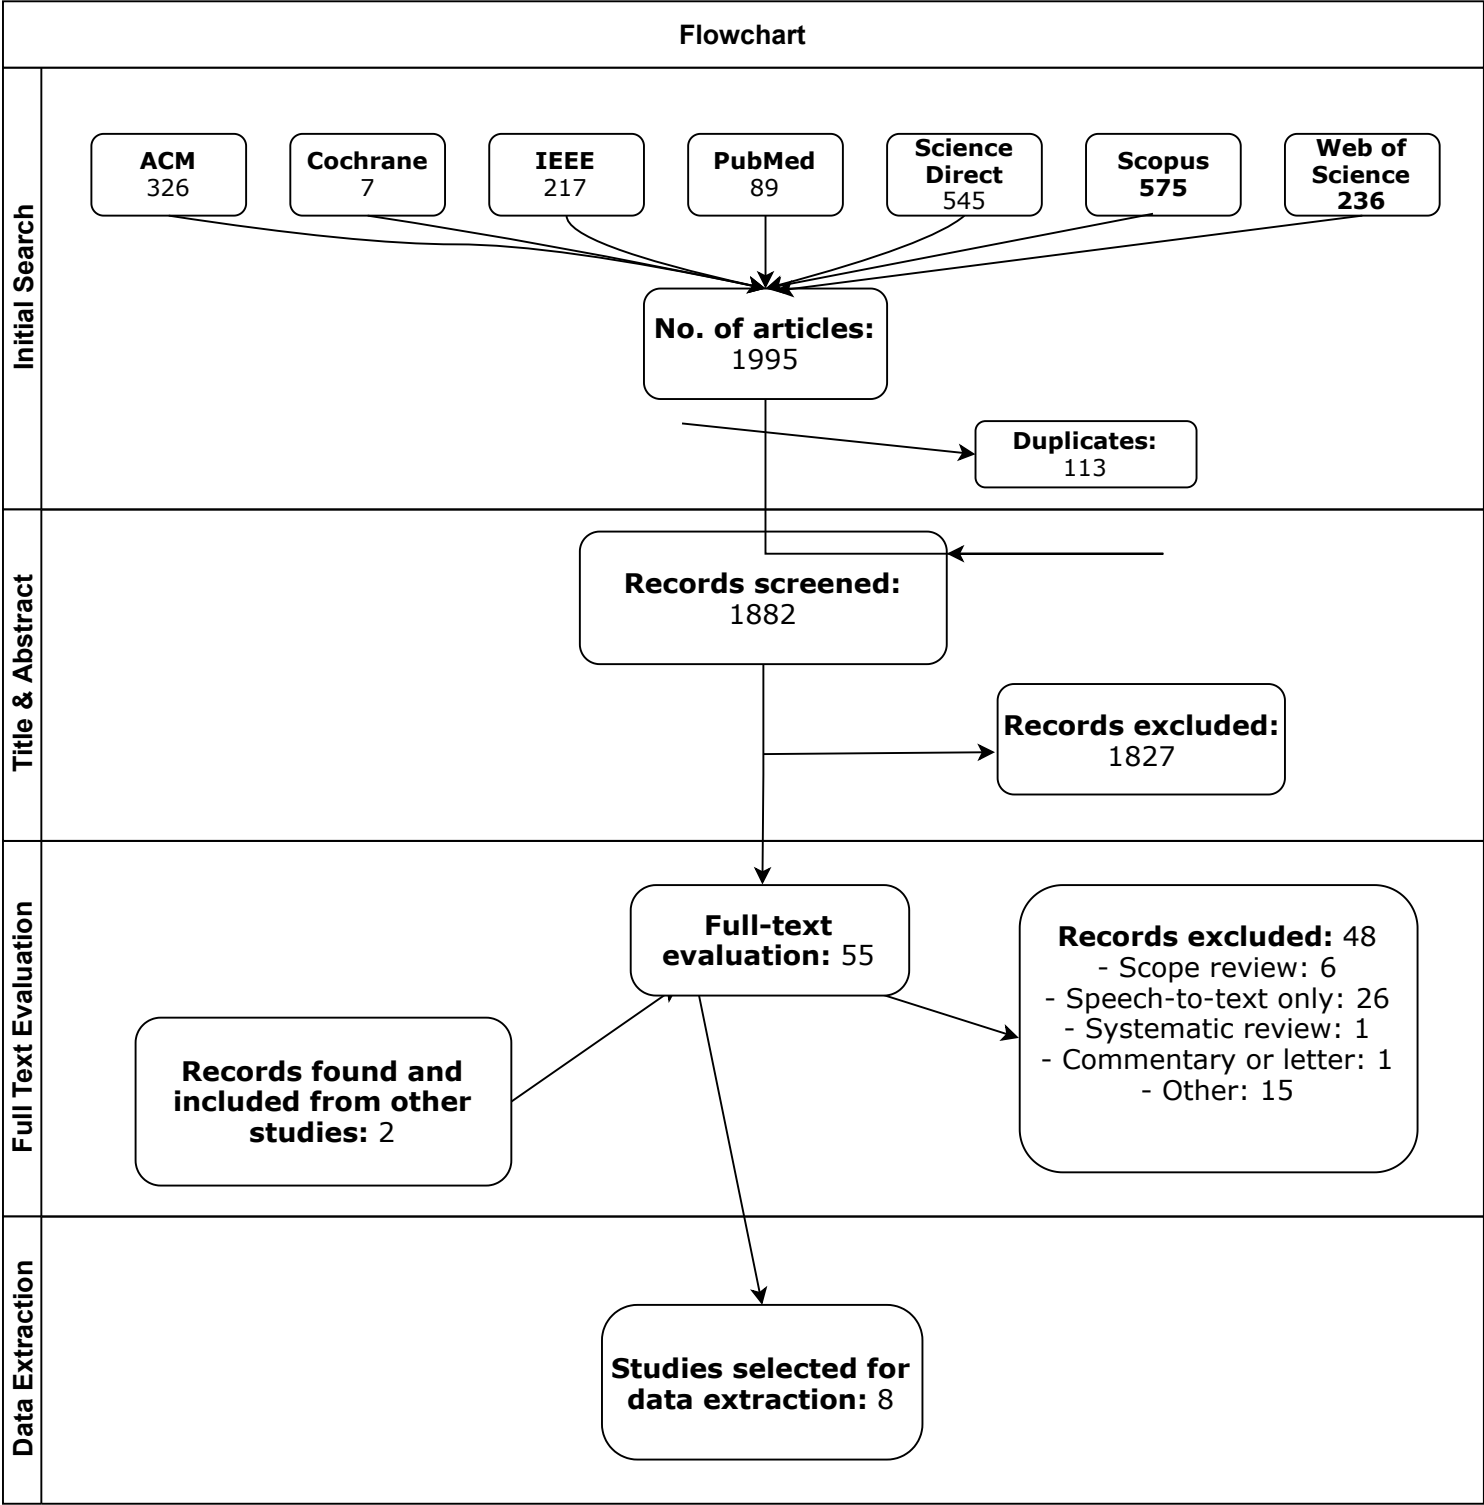 Flowchart
Initial Search
ACM
326
Cochrane
7
IEEE
217
PubMed
89
Science
Direct
545
Scopus
575
Web of
Science
236
No. of articles:
1995
Duplicates:
113
Title & Abstract
Records screened:
1882
Records excluded:
1827
Full Text Evaluation
Full-text
evaluation: 55
Records excluded: 48
- Scope review: 6
- Speech-to-text only: 26
- Systematic review: 1
- Commentary or letter: 1
- Other: 15
Records found and
included from other
studies: 2
Data Extraction
Studies selected for
data extraction: 8